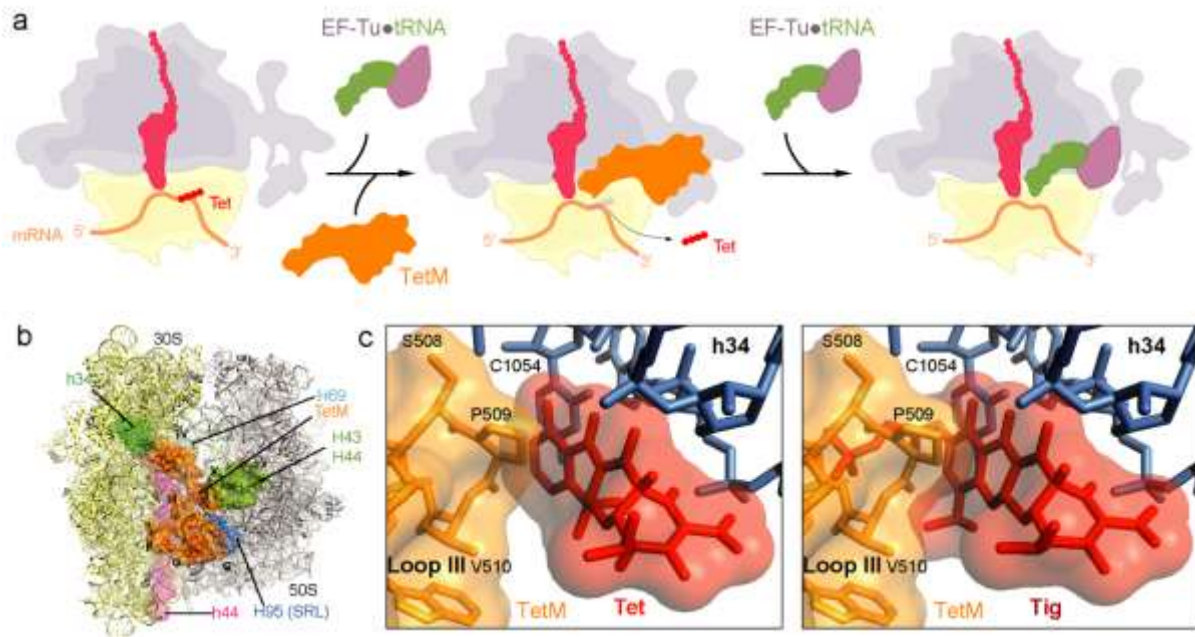 a
EF-Tu●tRNA
EF-Tu●tRNA
Tet
mRNA
5'
3'
TetM
5'
3'
Tet
5'
3'
b
30S
h34
H69
TetM
H43
H44
50S
H95 (SRL)
h44
c
S508
C1054
h34
P509
Loop III V510
TetM
Tet
S508
C1054
h34
P509
Loop III V510
TetM
Tig